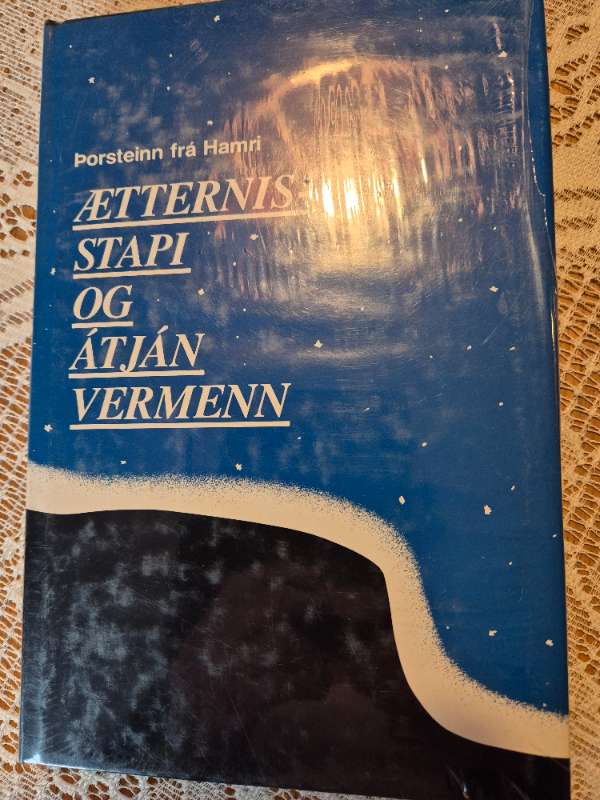 Þorsteinn frá Hamri
ÆTTERNIS-
STAPI
OG
ÁTJÁN
VERMENN